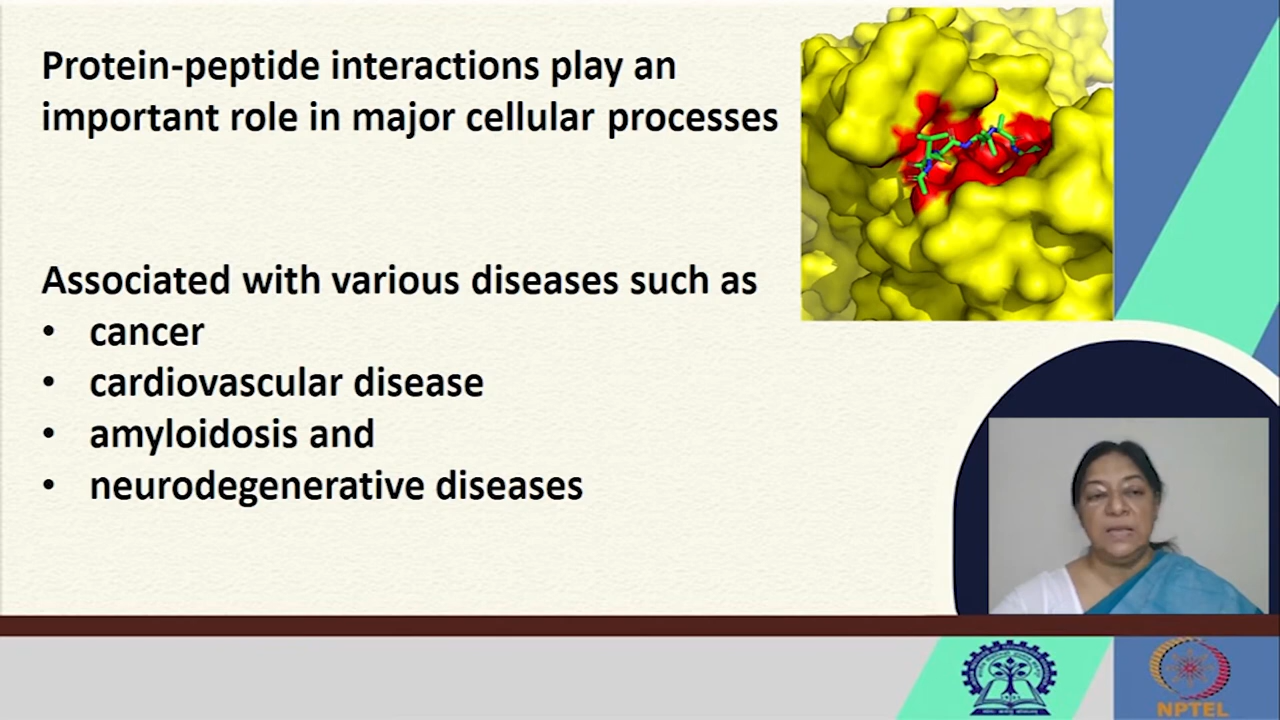 Protein-peptide interactions play an
important role in major cellular processes
Associated with various diseases such as
• cancer
• cardiovascular disease
• amyloidosis and
• neurodegenerative diseases
NPTEL